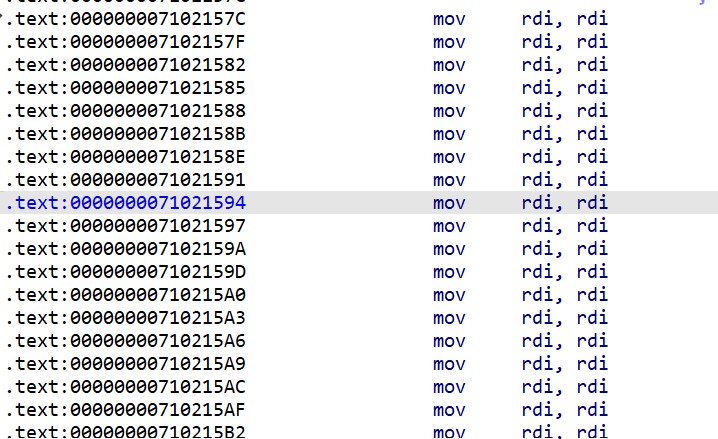 .text:000000007102157C mov rdi, rdi
.text:000000007102157F mov rdi, rdi
.text:0000000071021582 mov rdi, rdi
.text:0000000071021585 mov rdi, rdi
.text:0000000071021588 mov rdi, rdi
.text:000000007102158B mov rdi, rdi
.text:000000007102158E mov rdi, rdi
.text:0000000071021591 mov rdi, rdi
.text:0000000071021594 mov rdi, rdi
.text:0000000071021597 mov rdi, rdi
.text:000000007102159A mov rdi, rdi
.text:000000007102159D mov rdi, rdi
.text:00000000710215A0 mov rdi, rdi
.text:00000000710215A3 mov rdi, rdi
.text:00000000710215A6 mov rdi, rdi
.text:00000000710215A9 mov rdi, rdi
.text:00000000710215AC mov rdi, rdi
.text:00000000710215AF mov rdi, rdi
.text:00000000710215B2 mov rdi, rdi